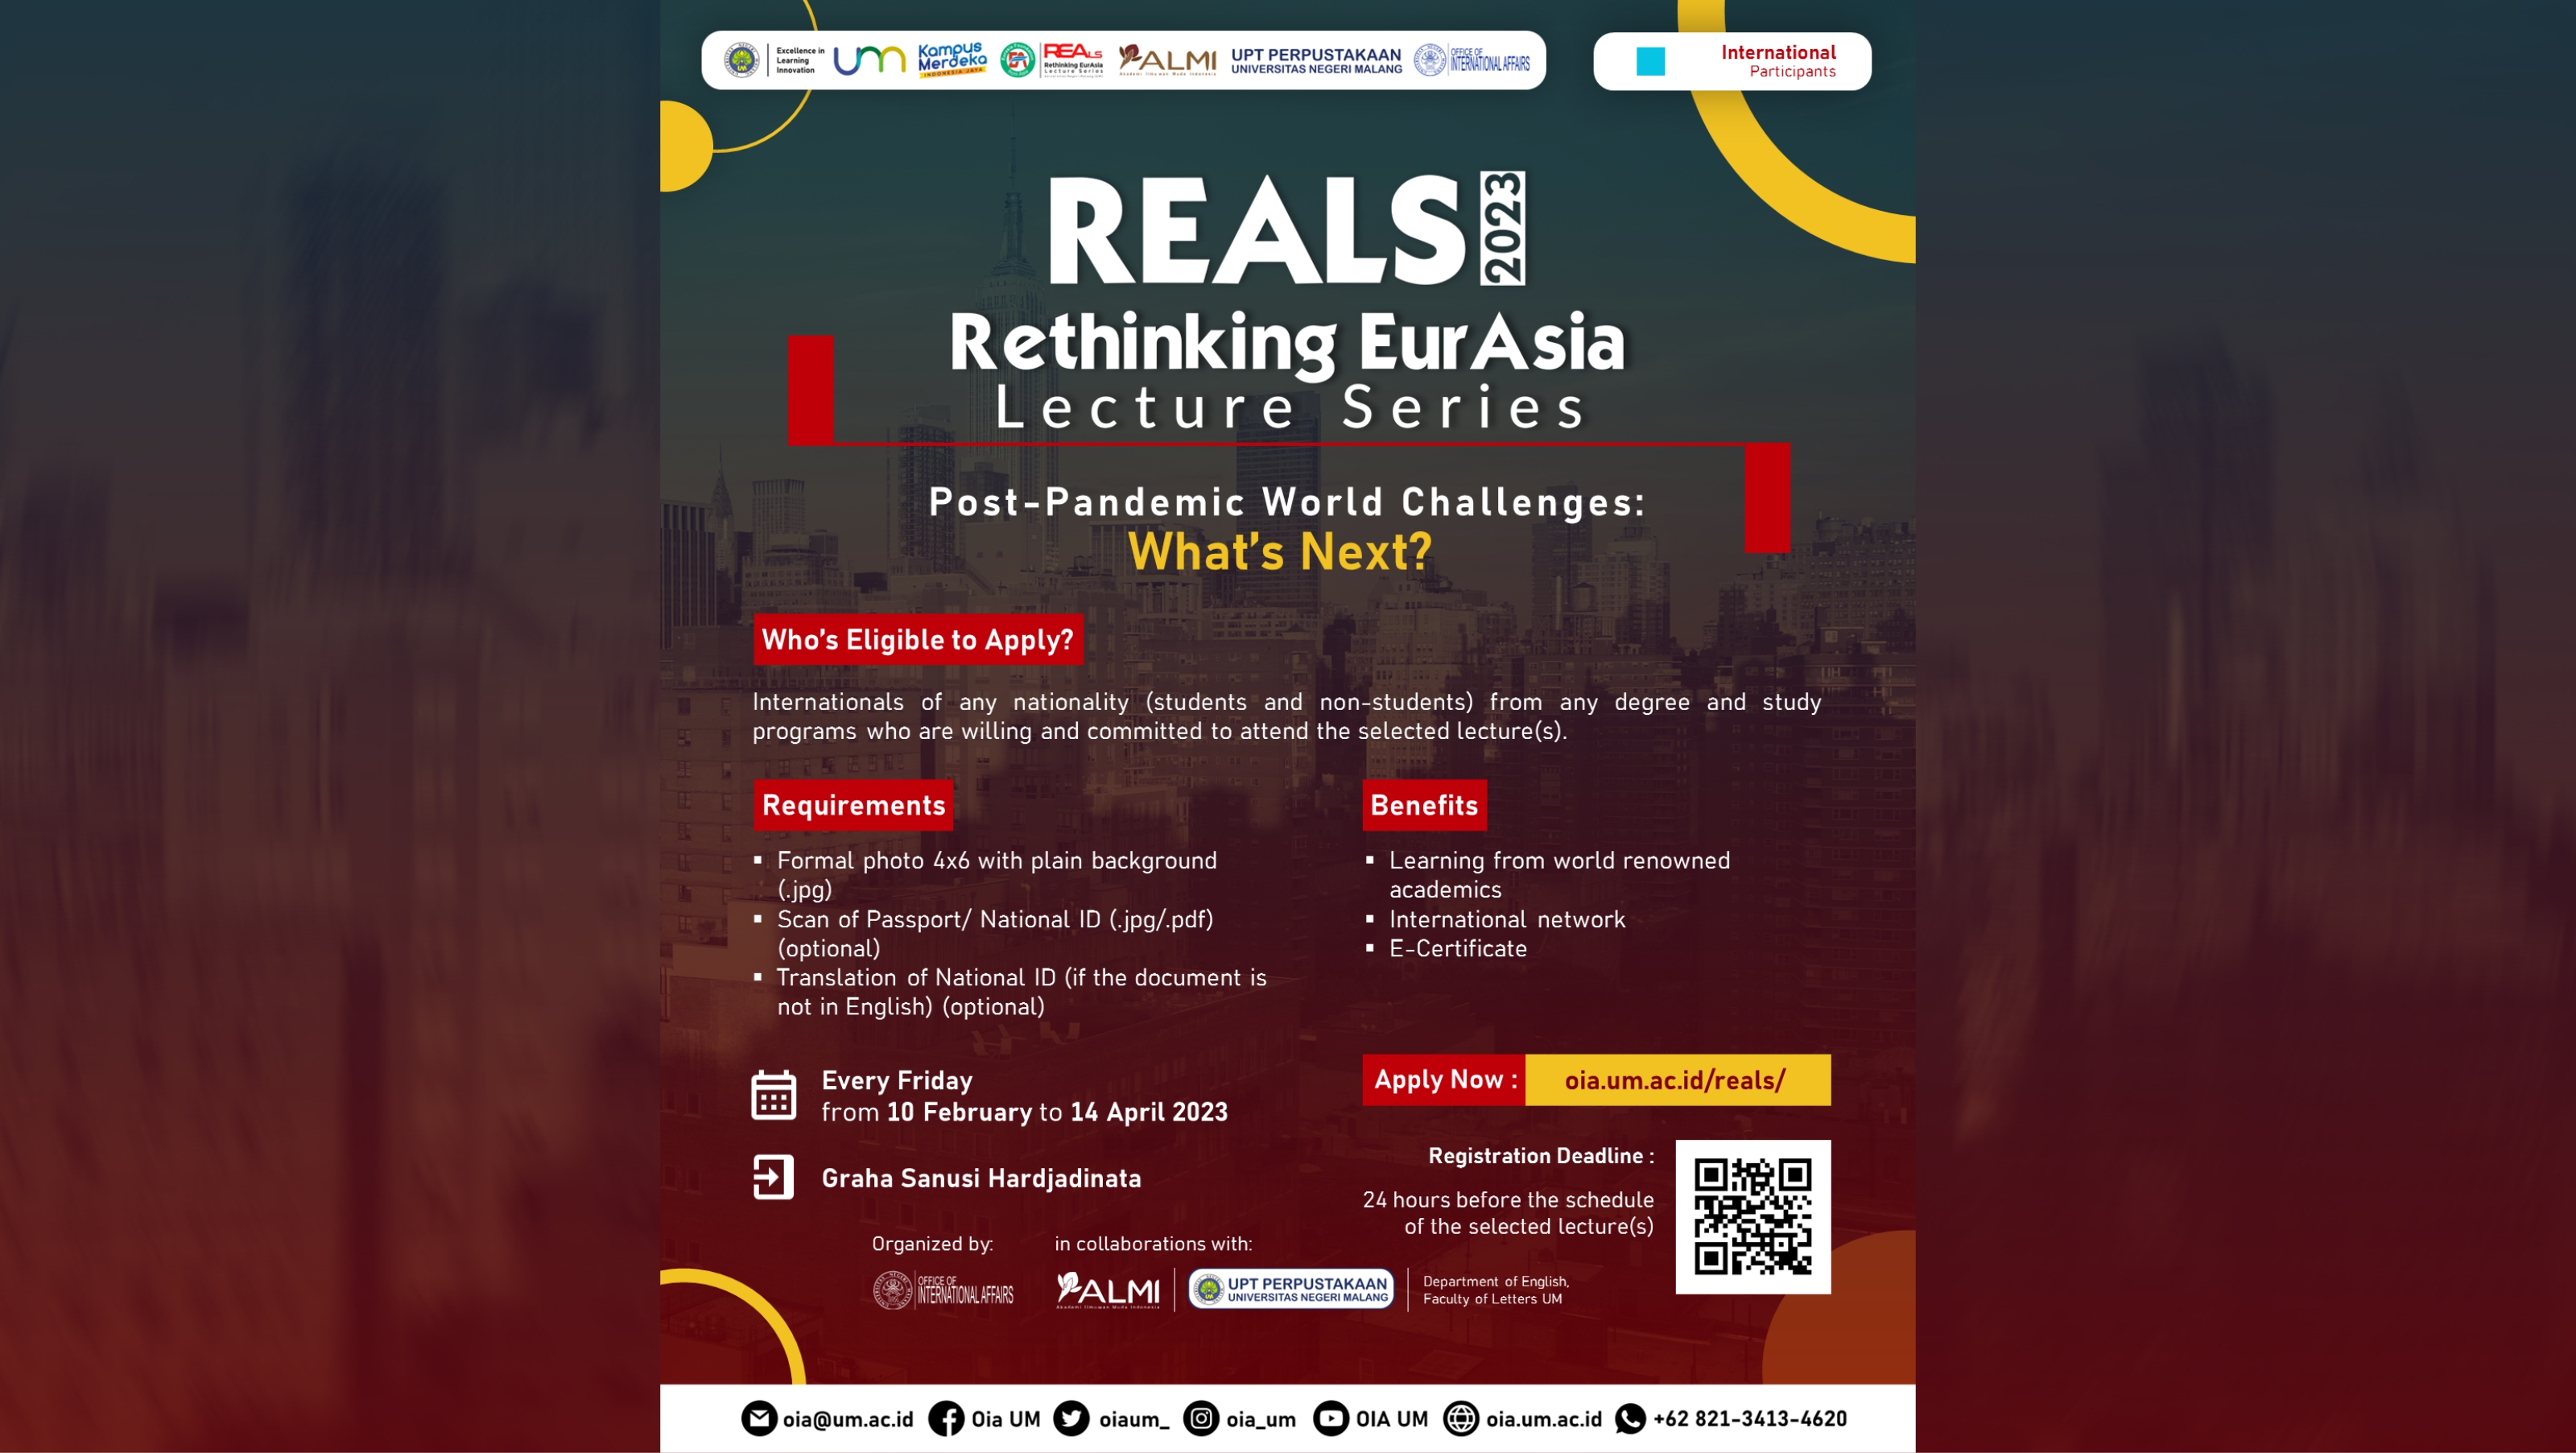 Excellence in
Learning
Innovation
um
Kampus
Merdeka
INDONESIA JAYA
REALS
Rethinking EurAsia
Lecture Series
ALMI
Akademi Ilmuwan Muda Indonesia
UPT PERPUSTAKAAN
UNIVERSITAS NEGERI MALANG
OFFICE OF
INTERNATIONAL AFFAIRS
International
Participants
REALS 2023
Rethinking EurAsia
Lecture Series
Post-Pandemic World Challenges:
What's Next?
Who's Eligible to Apply?
Internationals of any nationality (students and non-students) from any degree and study
programs who are willing and committed to attend the selected lecture(s).
Requirements
▪ Formal photo 4x6 with plain background
(.jpg)
▪ Scan of Passport/ National ID (.jpg/.pdf)
(optional)
▪ Translation of National ID (if the document is
not in English) (optional)
Benefits
▪ Learning from world renowned
academics
▪ International network
▪ E-Certificate
Every Friday
from 10 February to 14 April 2023
Graha Sanusi Hardjadinata
Apply Now : oia.um.ac.id/reals/
Registration Deadline :
24 hours before the schedule
of the selected lecture(s)
Organized by:
OFFICE OF
INTERNATIONAL AFFAIRS
in collaborations with:
ALMI
Akademi Ilmuwan Muda Indonesia
UPT PERPUSTAKAAN
UNIVERSITAS NEGERI MALANG
Department of English,
Faculty of Letters UM
oia@um.ac.id Oia UM oiaum_ oia_um OIA UM oia.um.ac.id +62 821-3413-4620